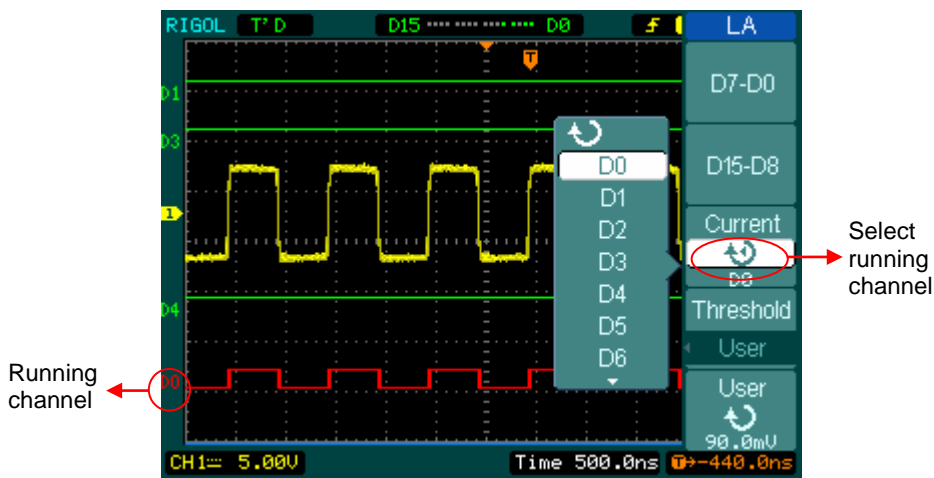 RIGOL T'D D15 D0 LA
D7-D0
D1
D3
D0
D15-D8
D1
1
D2
Current
Select
running
channel
D3
D0
D4
D4
Threshold
D5
User
D6
Running
channel
D0
User
90.0mV
CH1 5.00V Time 500.0ns T→-440.0ns
T